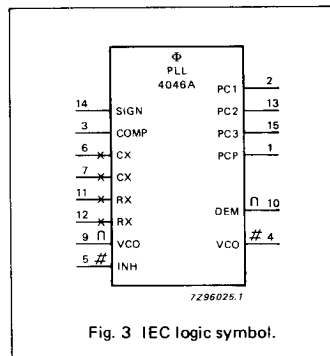 Φ
PLL
4046A
14 SIGN
3 COMP
6 CX
7 CX
11 RX
12 RX
9 ∩ VCO
5 # INH
PC1 2
PC2 13
PC3 15
PCP 1
DEM ∩ 10
VCO # 4
7Z96025.1
Fig. 3 IEC logic symbol.